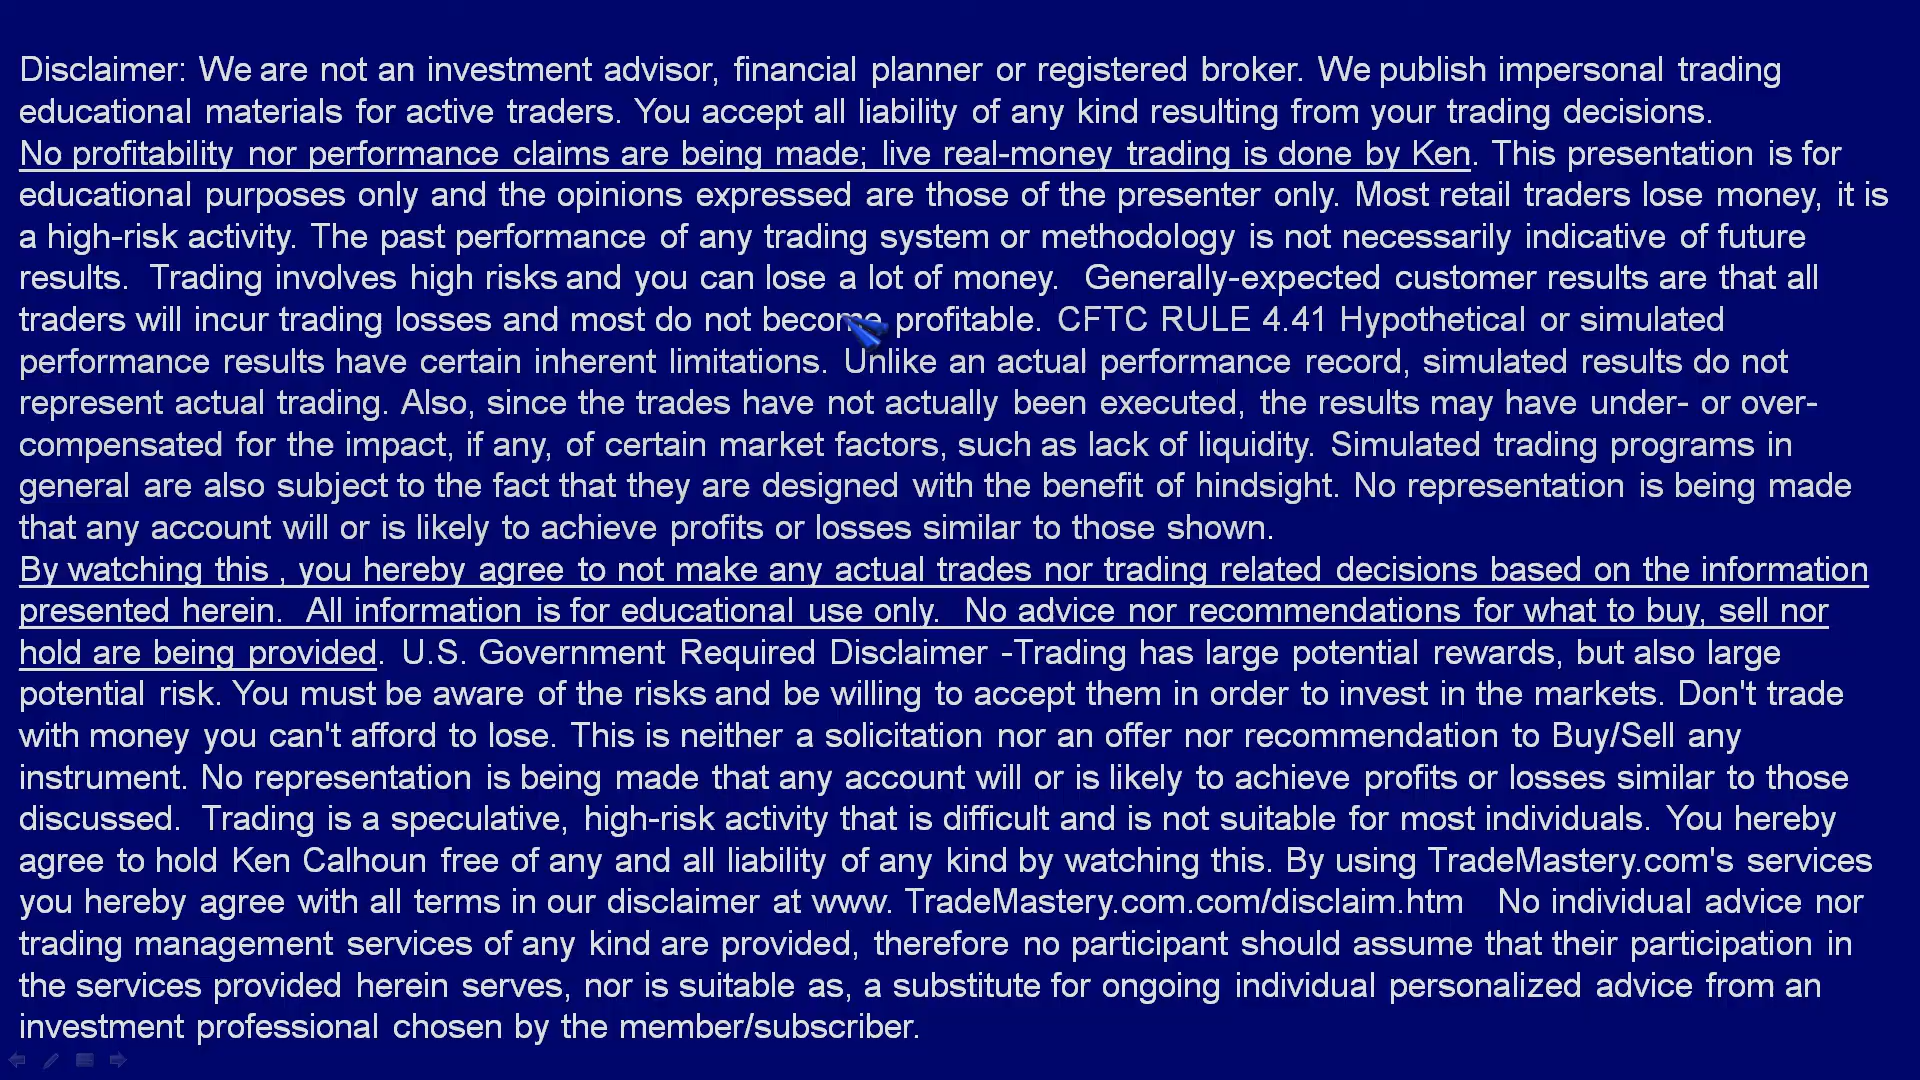 Disclaimer: We are not an investment advisor, financial planner or registered broker. We publish impersonal trading
educational materials for active traders. You accept all liability of any kind resulting from your trading decisions.
No profitability nor performance claims are being made; live real-money trading is done by Ken. This presentation is for
educational purposes only and the opinions expressed are those of the presenter only. Most retail traders lose money, it is
a high-risk activity. The past performance of any trading system or methodology is not necessarily indicative of future
results.  Trading involves high risks and you can lose a lot of money.  Generally-expected customer results are that all
traders will incur trading losses and most do not become profitable. CFTC RULE 4.41 Hypothetical or simulated
performance results have certain inherent limitations. Unlike an actual performance record, simulated results do not
represent actual trading. Also, since the trades have not actually been executed, the results may have under- or over-
compensated for the impact, if any, of certain market factors, such as lack of liquidity. Simulated trading programs in
general are also subject to the fact that they are designed with the benefit of hindsight. No representation is being made
that any account will or is likely to achieve profits or losses similar to those shown.
By watching this , you hereby agree to not make any actual trades nor trading related decisions based on the information
presented herein.  All information is for educational use only.  No advice nor recommendations for what to buy, sell nor
hold are being provided. U.S. Government Required Disclaimer -Trading has large potential rewards, but also large
potential risk. You must be aware of the risks and be willing to accept them in order to invest in the markets. Don't trade
with money you can't afford to lose. This is neither a solicitation nor an offer nor recommendation to Buy/Sell any
instrument. No representation is being made that any account will or is likely to achieve profits or losses similar to those
discussed.  Trading is a speculative, high-risk activity that is difficult and is not suitable for most individuals. You hereby
agree to hold Ken Calhoun free of any and all liability of any kind by watching this. By using TradeMastery.com's services
you hereby agree with all terms in our disclaimer at www. TradeMastery.com.com/disclaim.htm   No individual advice nor
trading management services of any kind are provided, therefore no participant should assume that their participation in
the services provided herein serves, nor is suitable as, a substitute for ongoing individual personalized advice from an
investment professional chosen by the member/subscriber.